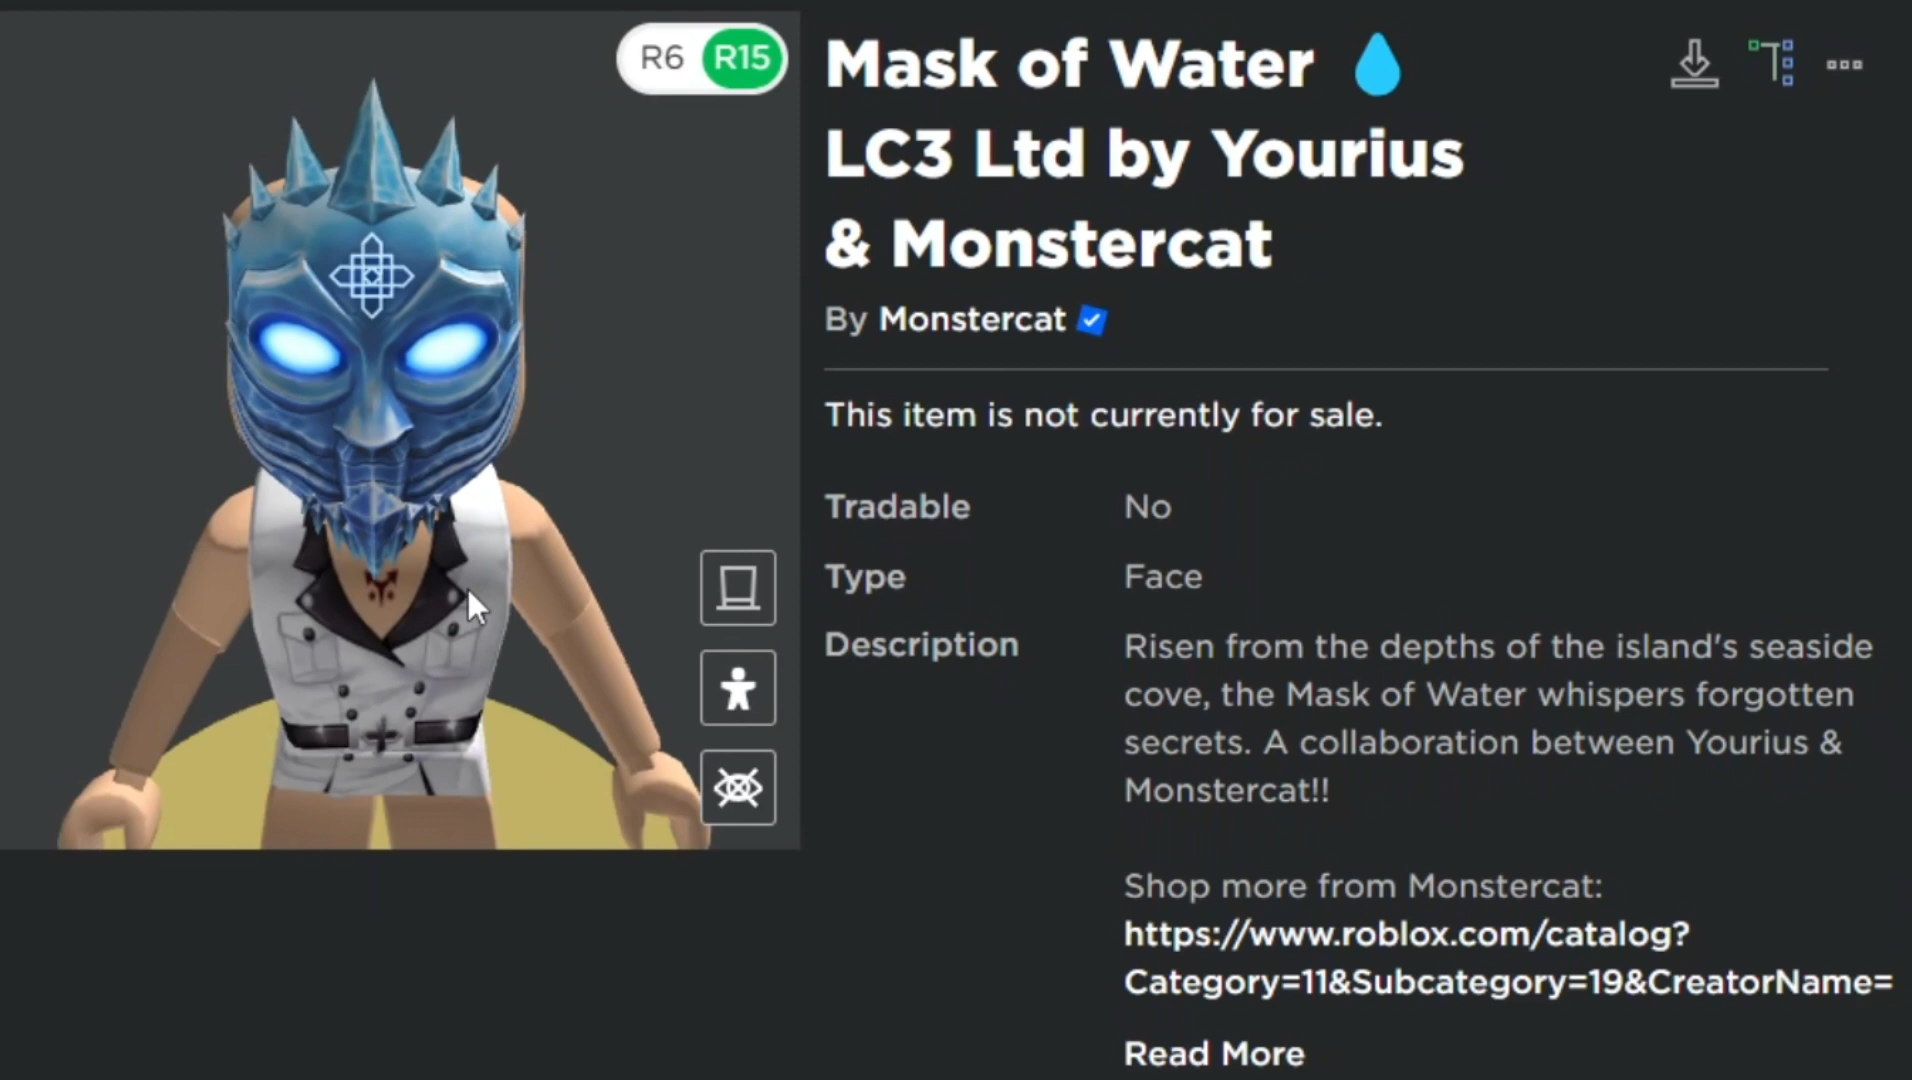 R6 R15
Mask of Water 💧
LC3 Ltd by Yourius
& Monstercat
By Monstercat
This item is not currently for sale.
Tradable No
Type Face
Description Risen from the depths of the island's seaside
cove, the Mask of Water whispers forgotten
secrets. A collaboration between Yourius &
Monstercat!!
Shop more from Monstercat:
https://www.roblox.com/catalog?
Category=11&Subcategory=19&CreatorName=
Read More